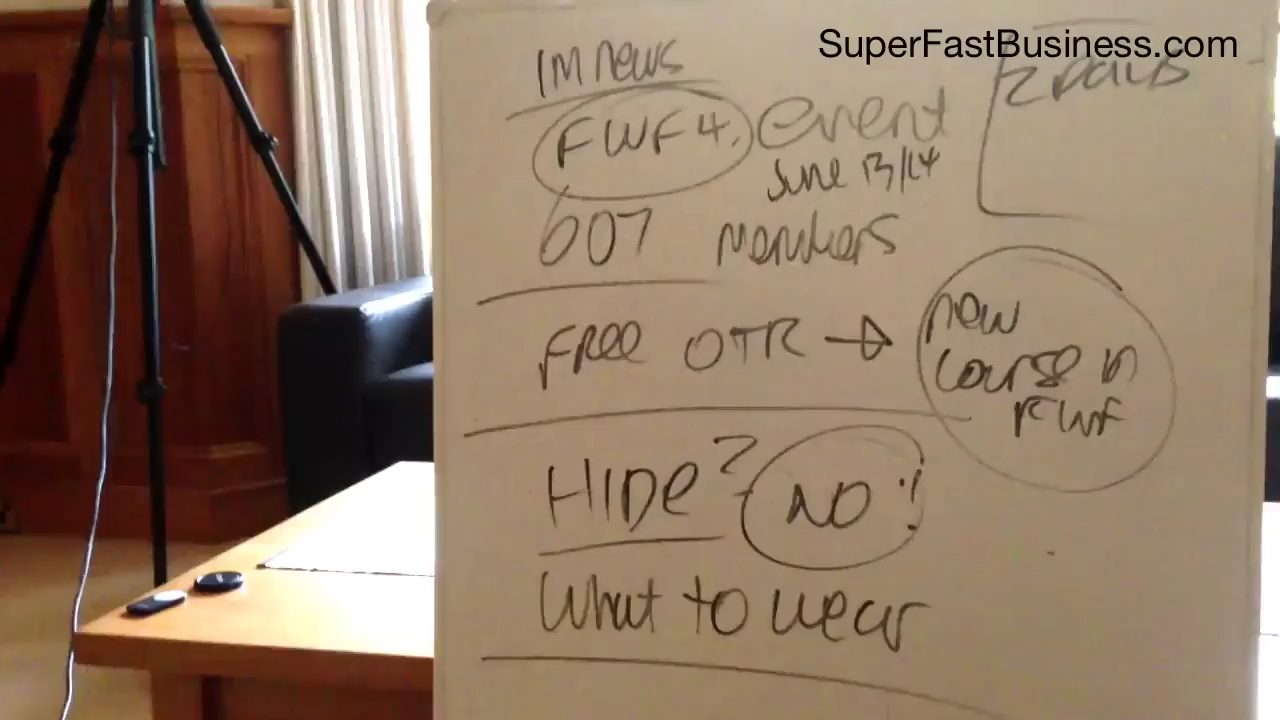 SuperFastBusiness.com
IM news
FWF4. event
June 13/14
007 members
FREE OTR →
new
course in
FWF
HIDE? NO!
What to wear